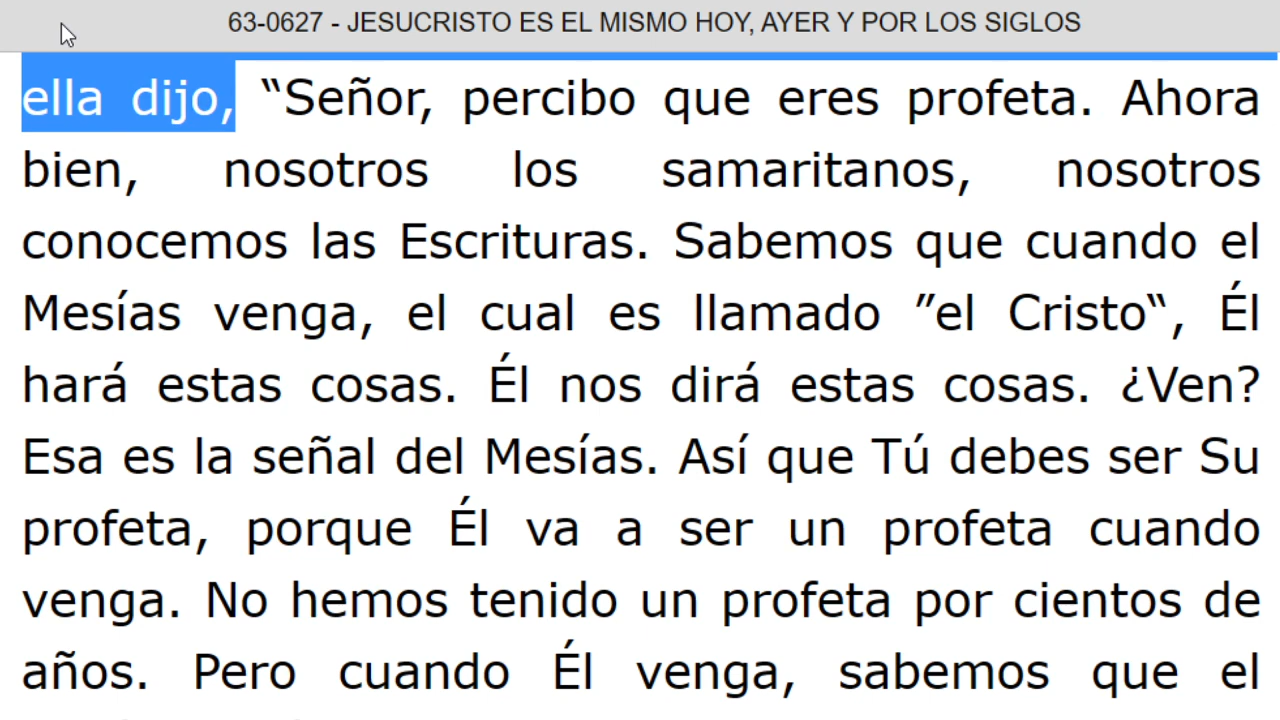 63-0627 - JESUCRISTO ES EL MISMO HOY, AYER Y POR LOS SIGLOS
ella dijo, “Señor, percibo que eres profeta. Ahora
bien, nosotros los samaritanos, nosotros
conocemos las Escrituras. Sabemos que cuando el
Mesías venga, el cual es llamado ”el Cristo“, Él
hará estas cosas. Él nos dirá estas cosas. ¿Ven?
Esa es la señal del Mesías. Así que Tú debes ser Su
profeta, porque Él va a ser un profeta cuando
venga. No hemos tenido un profeta por cientos de
años. Pero cuando Él venga, sabemos que el